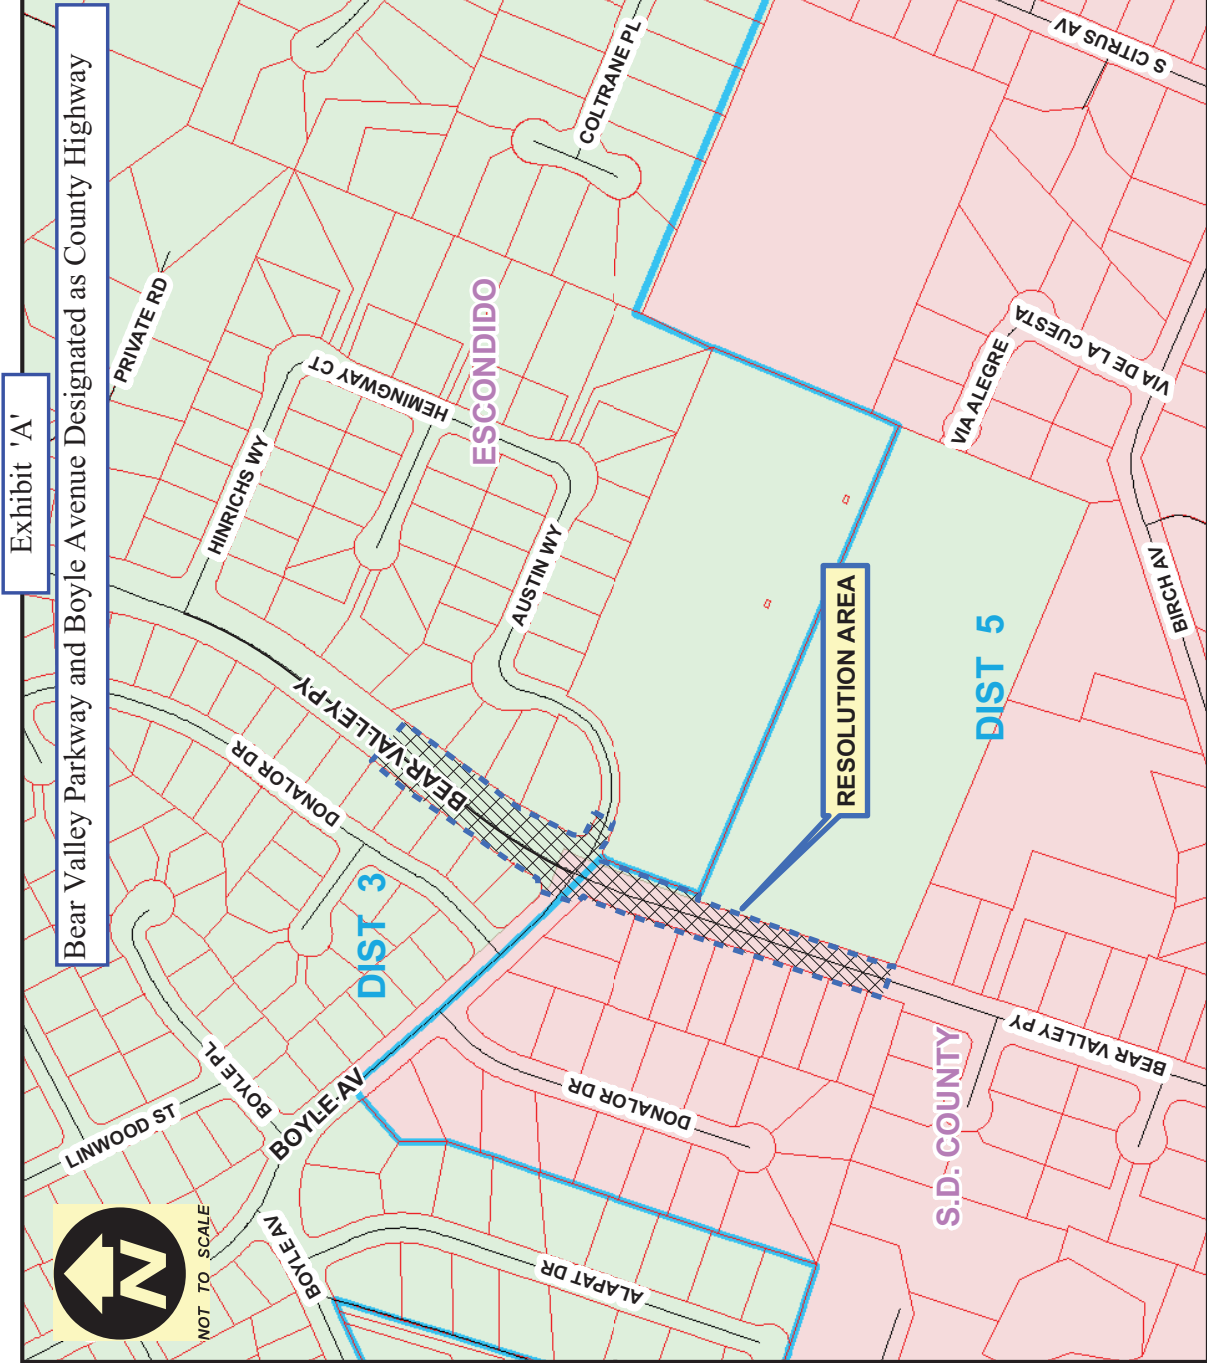 Exhibit 'A'
Bear Valley Parkway and Boyle Avenue Designated as County Highway
N
NOT TO SCALE
LINWOOD ST
BOYLE PL
BOYLE AV
BOYLE AV
ALAPAT DR
DONALOR DR
DIST 3
DONALOR DR
BEAR VALLEY PY
HINRICHS WY
PRIVATE RD
HEMINGWAY CT
ESCONDIDO
AUSTIN WY
COLTRANE PL
S CITRUS AV
VIA ALEGRE
VIA DE LA CUESTA
BIRCH AV
RESOLUTION AREA
DIST 5
S.D. COUNTY
BEAR VALLEY PY